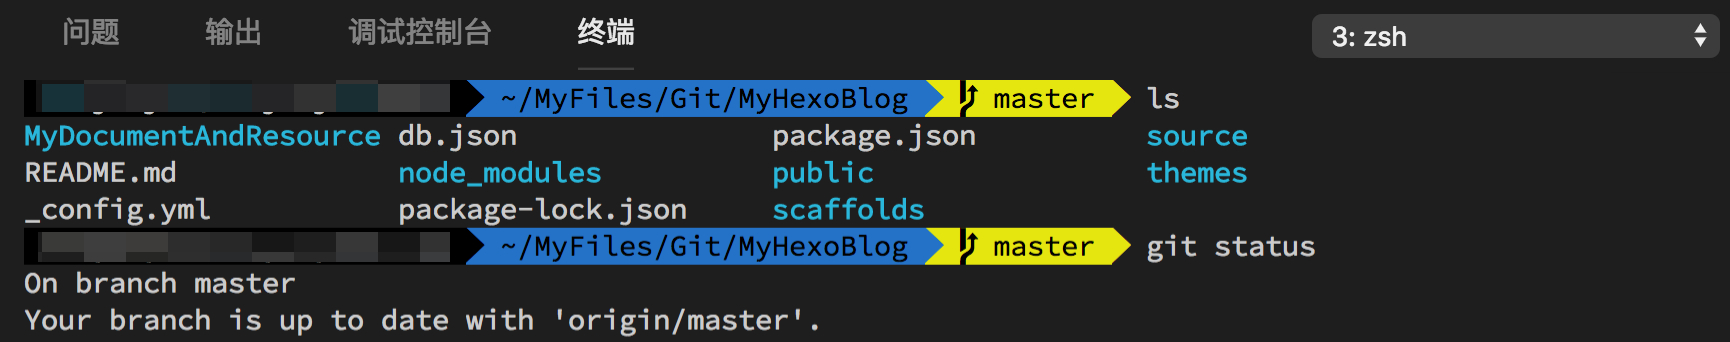 问题 输出 调试控制台 终端 3: zsh
~/MyFiles/Git/MyHexoBlog master ls
MyDocumentAndResource db.json package.json source
README.md node_modules public themes
_config.yml package-lock.json scaffolds
~/MyFiles/Git/MyHexoBlog master git status
On branch master
Your branch is up to date with 'origin/master'.